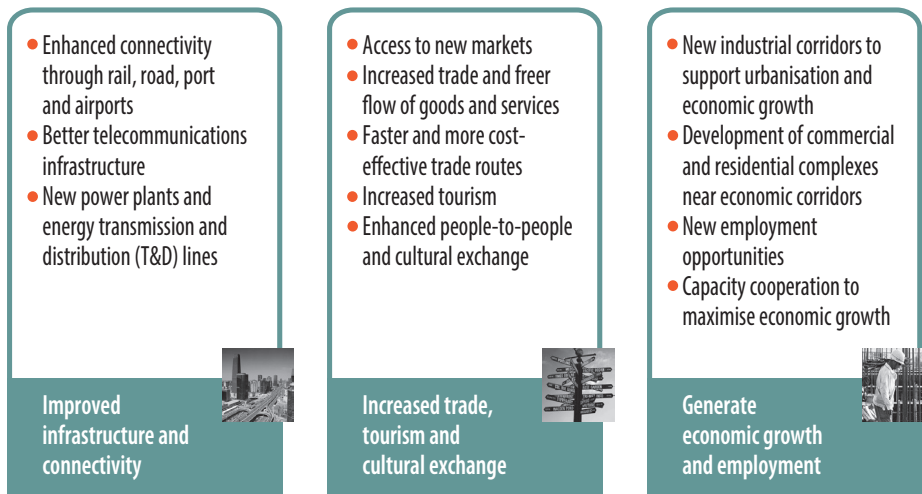 • Enhanced connectivity
through rail, road, port
and airports
• Better telecommunications
infrastructure
• New power plants and
energy transmission and
distribution (T&D) lines
Improved
infrastructure and
connectivity
• Access to new markets
• Increased trade and freer
flow of goods and services
• Faster and more cost-
effective trade routes
• Increased tourism
• Enhanced people-to-people
and cultural exchange
Increased trade,
tourism and
cultural exchange
• New industrial corridors to
support urbanisation and
economic growth
• Development of commercial
and residential complexes
near economic corridors
• New employment
opportunities
• Capacity cooperation to
maximise economic growth
Generate
economic growth
and employment